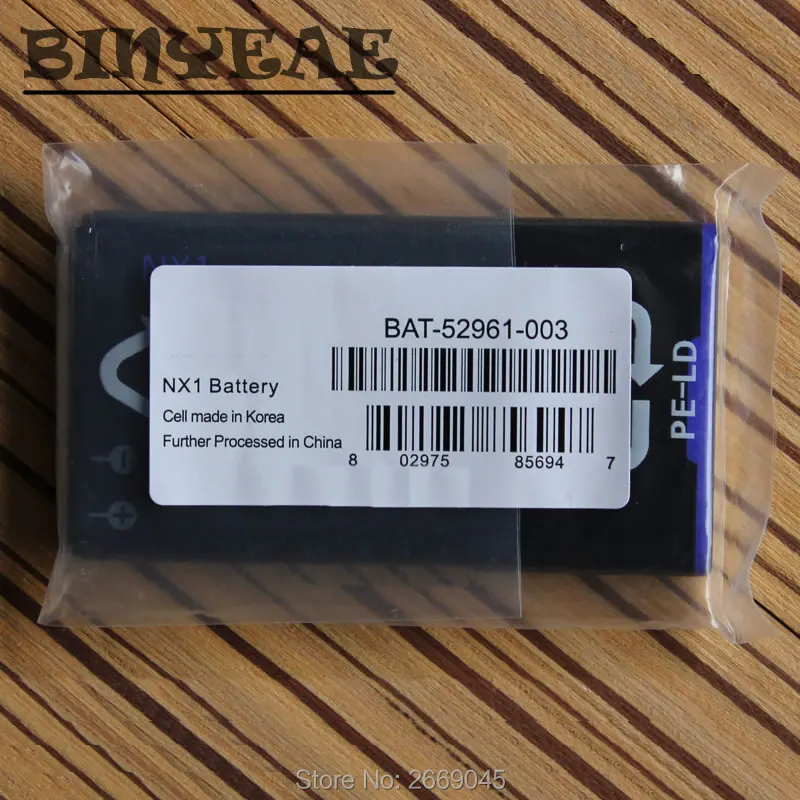 BINYEAE
NX1
BAT-52961-003
NX1 Battery
Cell made in Korea
Further Processed in China
8 02975 85694 7
PE-LD
Store No: 2669045